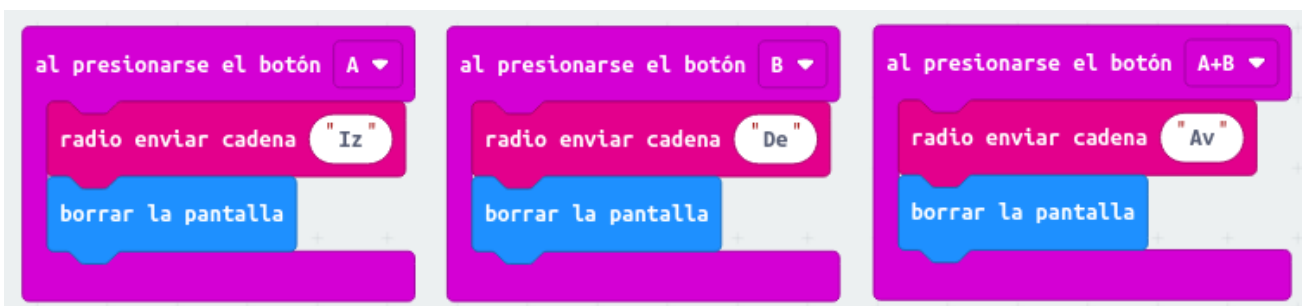 al presionarse el botón A
radio enviar cadena "Iz"
borrar la pantalla
al presionarse el botón B
radio enviar cadena "De"
borrar la pantalla
al presionarse el botón A+B
radio enviar cadena "Av"
borrar la pantalla